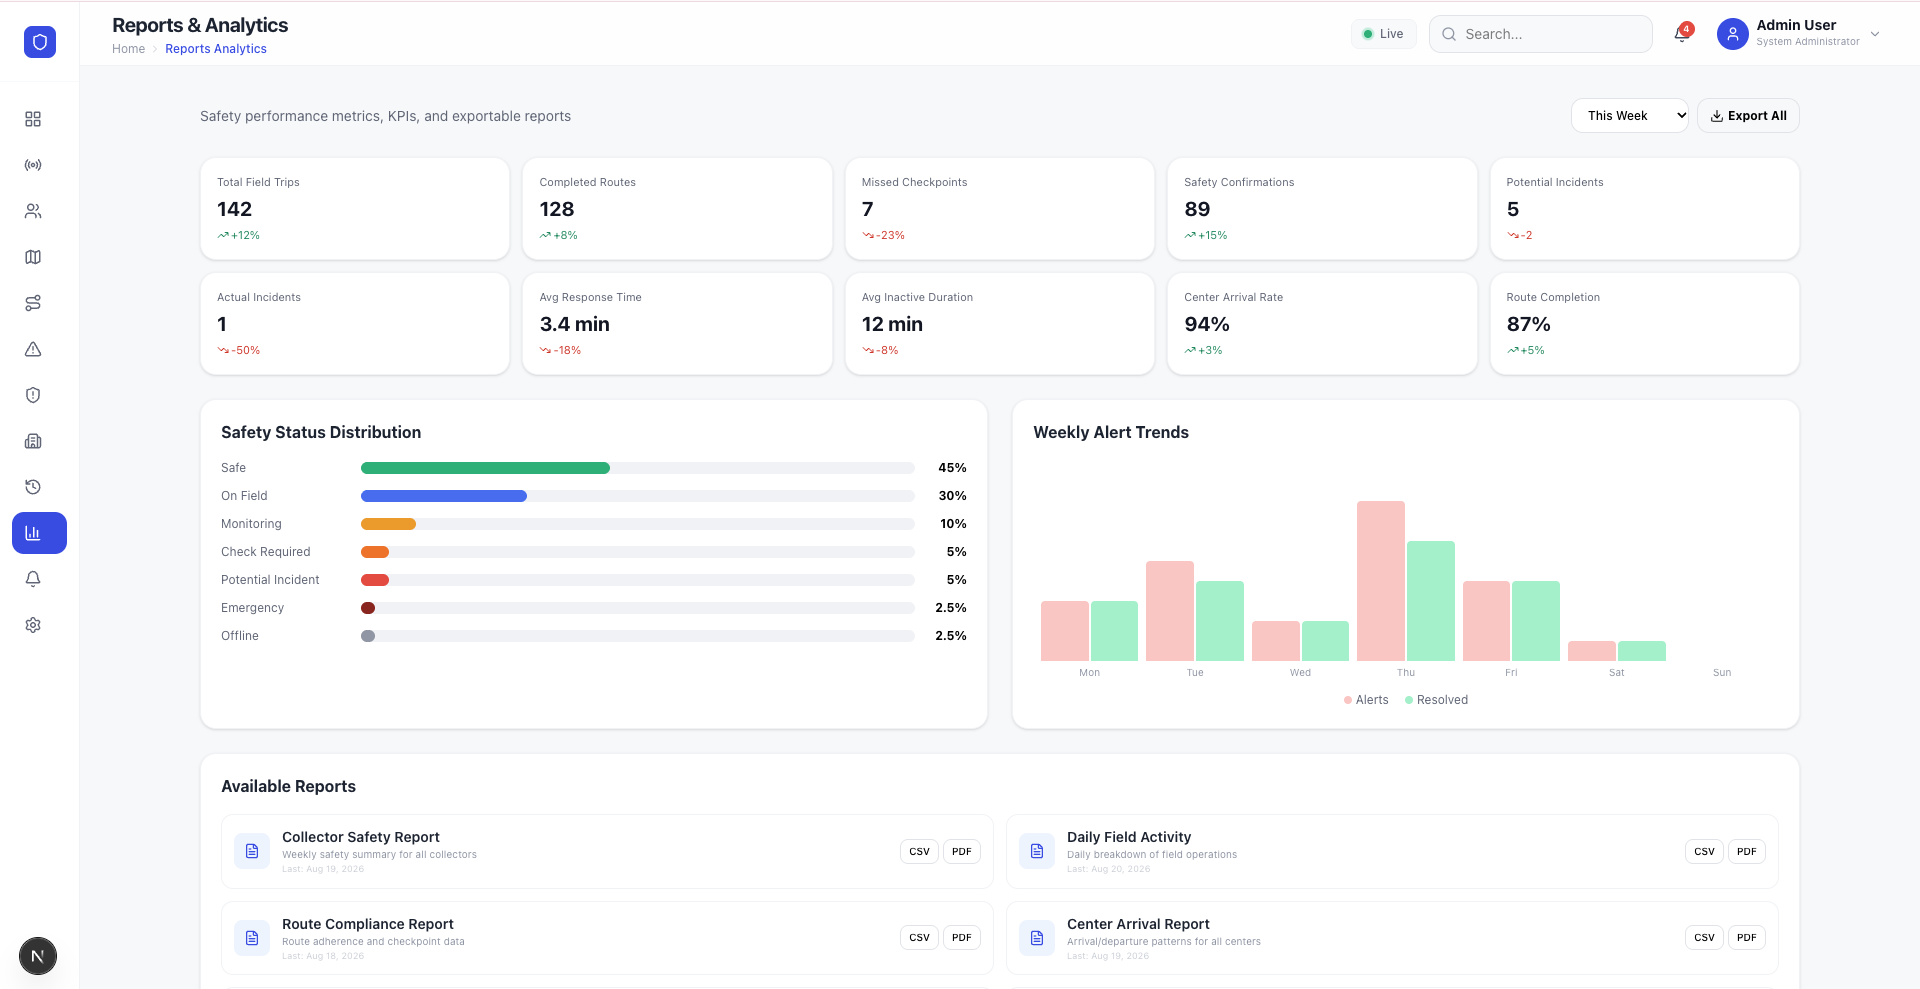 Reports & Analytics
Home > Reports Analytics
Live
Search...
4
Admin User
System Administrator
Safety performance metrics, KPIs, and exportable reports
This Week
Export All
Total Field Trips
142
+12%
Completed Routes
128
+8%
Missed Checkpoints
7
-23%
Safety Confirmations
89
+15%
Potential Incidents
5
-2
Actual Incidents
1
-50%
Avg Response Time
3.4 min
-18%
Avg Inactive Duration
12 min
-8%
Center Arrival Rate
94%
+3%
Route Completion
87%
+5%
Safety Status Distribution
Safe 45%
On Field 30%
Monitoring 10%
Check Required 5%
Potential Incident 5%
Emergency 2.5%
Offline 2.5%
Weekly Alert Trends
Mon Tue Wed Thu Fri Sat Sun
Alerts Resolved
Available Reports
Collector Safety Report
Weekly safety summary for all collectors
Last: Aug 19, 2026
CSV PDF
Daily Field Activity
Daily breakdown of field operations
Last: Aug 20, 2026
CSV PDF
Route Compliance Report
Route adherence and checkpoint data
Last: Aug 18, 2026
CSV PDF
Center Arrival Report
Arrival/departure patterns for all centers
Last: Aug 19, 2026
CSV PDF
N